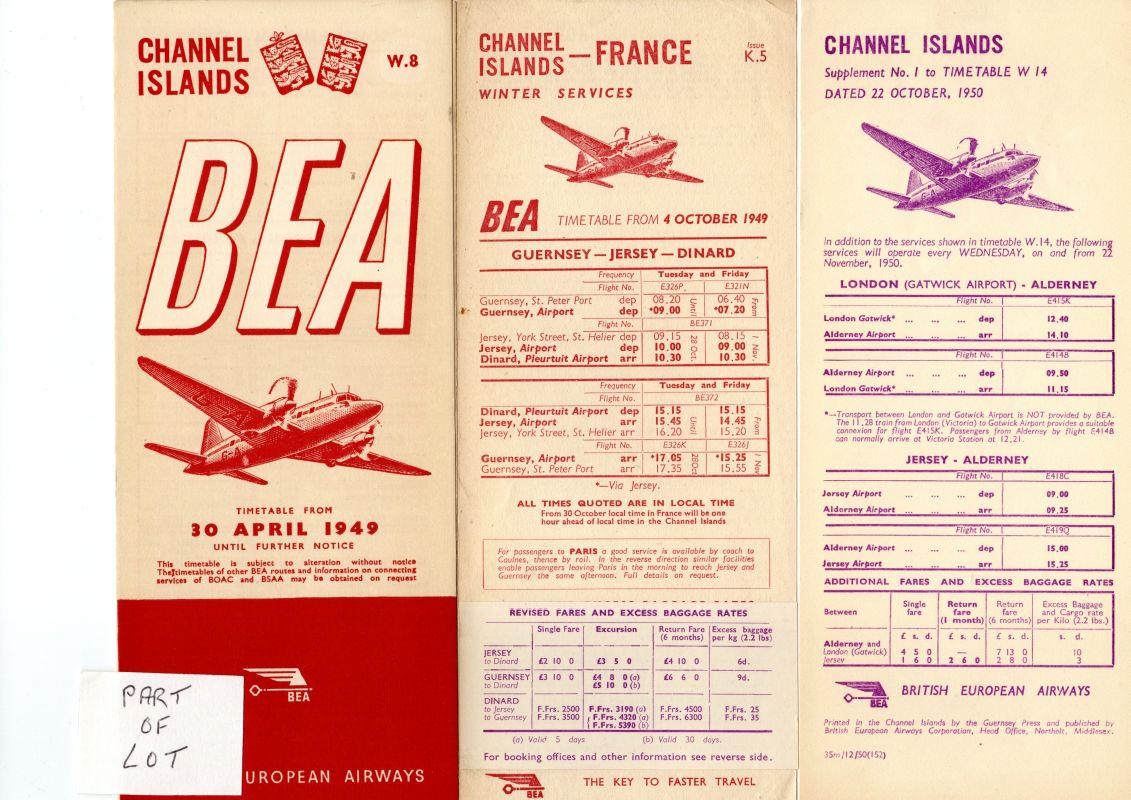 CHANNEL
ISLANDS
W.8
BEA
G-A
TIMETABLE FROM
30 APRIL 1949
UNTIL FURTHER NOTICE
This timetable is subject to alteration without notice
The timetables of other BEA routes and information on connecting
services of BOAC and BSAA may be obtained on request
BEA
UROPEAN AIRWAYS
PART
OF
LOT
CHANNEL
ISLANDS — FRANCE
Issue
K.5
WINTER SERVICES
BEA TIMETABLE FROM 4 OCTOBER 1949
GUERNSEY — JERSEY — DINARD
Frequency Tuesday and Friday
Flight No. E326P E321N
Guernsey, St. Peter Port dep 08.20 Until 06.40 From
Guernsey, Airport dep *09.00 *07.20
Flight No. BE371
Jersey, York Street, St. Helier dep 09.15 28 Oct. 08.15 1 Nov.
Jersey, Airport dep 10.00 09.00
Dinard, Pleurtuit Airport arr 10.30 10.30
Frequency Tuesday and Friday
Flight No. BE372
Dinard, Pleurtuit Airport dep 15.15 Until 15.15 From
Jersey, Airport arr 15.45 14.45
Jersey, York Street, St. Helier arr 16.20 15.20
E326K 28 Oct E326J 1 Nov
Guernsey, Airport arr *17.05 *15.25
Guernsey, St. Peter Port arr 17.35 15.55
*—Via Jersey.
ALL TIMES QUOTED ARE IN LOCAL TIME
From 30 October local time in France will be one
hour ahead of local time in the Channel Islands
For passengers to PARIS a good service is available by coach to
Caulnes, thence by rail. In the reverse direction similar facilities
enable passengers leaving Paris in the morning to reach Jersey and
Guernsey the same afternoon. Full details on request.
REVISED FARES AND EXCESS BAGGAGE RATES
Single Fare Excursion Return Fare (6 months) Excess baggage per kg (2.2 lbs)
JERSEY
to Dinard £2 10 0 £3 5 0 £4 10 0 6d.
GUERNSEY £3 10 0 £4 8 0 (a) £6 6 0 9d.
to Dinard £5 10 0 (b)
DINARD
to Jersey F.Frs. 2500 F.Frs. 3190 (a) F.Frs. 4500 F.Frs. 25
to Guernsey F.Frs. 3500 F.Frs. 4320 (a) F.Frs. 6300 F.Frs. 35
F.Frs. 5390 (b)
(a) Valid 5 days (b) Valid 30 days.
For booking offices and other information see reverse side.
BEA
THE KEY TO FASTER TRAVEL
CHANNEL ISLANDS
Supplement No. 1 to TIMETABLE W 14
DATED 22 OCTOBER, 1950
G-A
In addition to the services shown in timetable W.14, the following
services will operate every WEDNESDAY, on and from 22
November, 1950.
LONDON (GATWICK AIRPORT) - ALDERNEY
Flight No. E415K
London Gatwick* ... ... ... dep 12.40
Alderney Airport ... ... ... arr 14.10
Flight No. E414B
Alderney Airport ... ... ... dep 09.50
London Gatwick* ... ... ... arr 11.15
*—Transport between London and Gatwick Airport is NOT provided by BEA.
The 11.28 train from London (Victoria) to Gatwick Airport provides a suitable
connexion for flight E415K. Passengers from Alderney by flight E414B
can normally arrive at Victoria Station at 12.21.
JERSEY - ALDERNEY
Flight No. E418C
Jersey Airport ... ... ... dep 09.00
Alderney Airport ... ... ... arr 09.25
Flight No. E419Q
Alderney Airport ... ... ... dep 15.00
Jersey Airport ... ... ... arr 15.25
ADDITIONAL FARES AND EXCESS BAGGAGE RATES
Between Single fare Return fare (1 month) Return fare (6 months) Excess Baggage and Cargo rate per Kilo (2.2 lbs.)
£ s. d. £ s. d. £ s. d. s. d.
Alderney and
London (Gatwick) 4 5 0 — 7 13 0 10
Jersey 1 6 0 2 6 0 2 8 0 3
BEA
BRITISH EUROPEAN AIRWAYS
Printed in the Channel Islands by the Guernsey Press and published by
British European Airways Corporation, Head Office, Northolt, Middlesex.
35m/12/50(152)